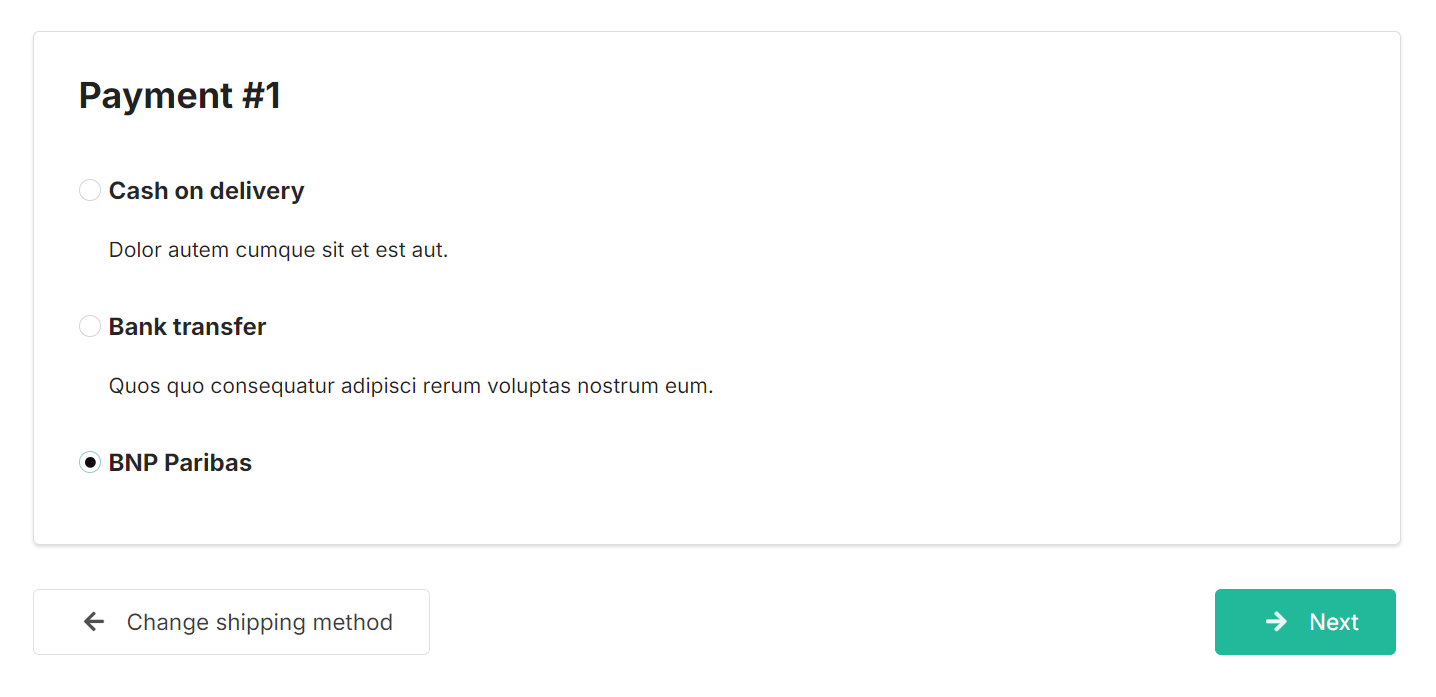 Payment #1
Cash on delivery
Dolor autem cumque sit et est aut.
Bank transfer
Quos quo consequatur adipisci rerum voluptas nostrum eum.
BNP Paribas
Change shipping method
Next